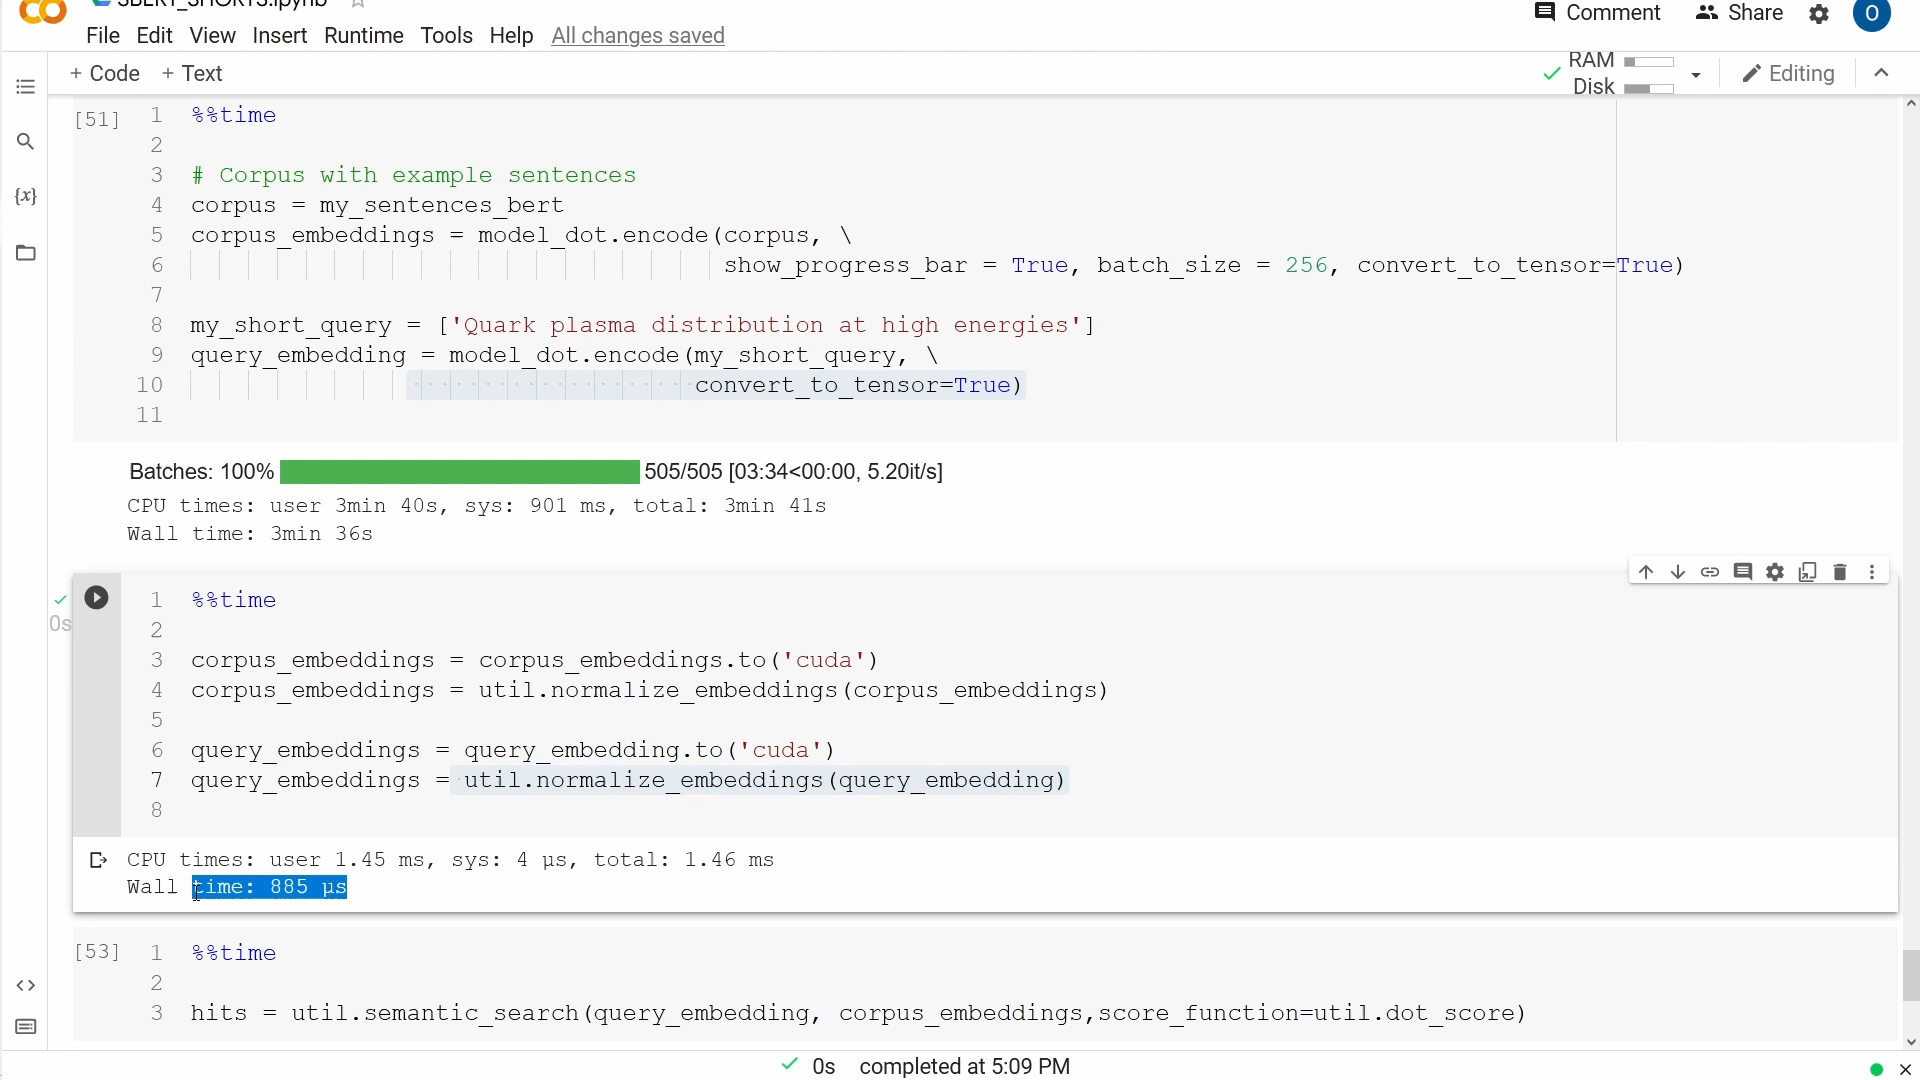 SBERT_SHORTS.ipynb
Comment Share O
File Edit View Insert Runtime Tools Help All changes saved
+ Code + Text RAM Disk Editing
[51] 1 %%time
2
3 # Corpus with example sentences
4 corpus = my_sentences_bert
5 corpus_embeddings = model_dot.encode(corpus, \
6 show_progress_bar = True, batch_size = 256, convert_to_tensor=True)
7
8 my_short_query = ['Quark plasma distribution at high energies']
9 query_embedding = model_dot.encode(my_short_query, \
10 convert_to_tensor=True)
11
Batches: 100% 505/505 [03:34<00:00, 5.20it/s]
CPU times: user 3min 40s, sys: 901 ms, total: 3min 41s
Wall time: 3min 36s
0s
1 %%time
2
3 corpus_embeddings = corpus_embeddings.to('cuda')
4 corpus_embeddings = util.normalize_embeddings(corpus_embeddings)
5
6 query_embeddings = query_embedding.to('cuda')
7 query_embeddings = util.normalize_embeddings(query_embedding)
8
CPU times: user 1.45 ms, sys: 4 µs, total: 1.46 ms
Wall time: 885 µs
[53] 1 %%time
2
3 hits = util.semantic_search(query_embedding, corpus_embeddings,score_function=util.dot_score)
0s completed at 5:09 PM